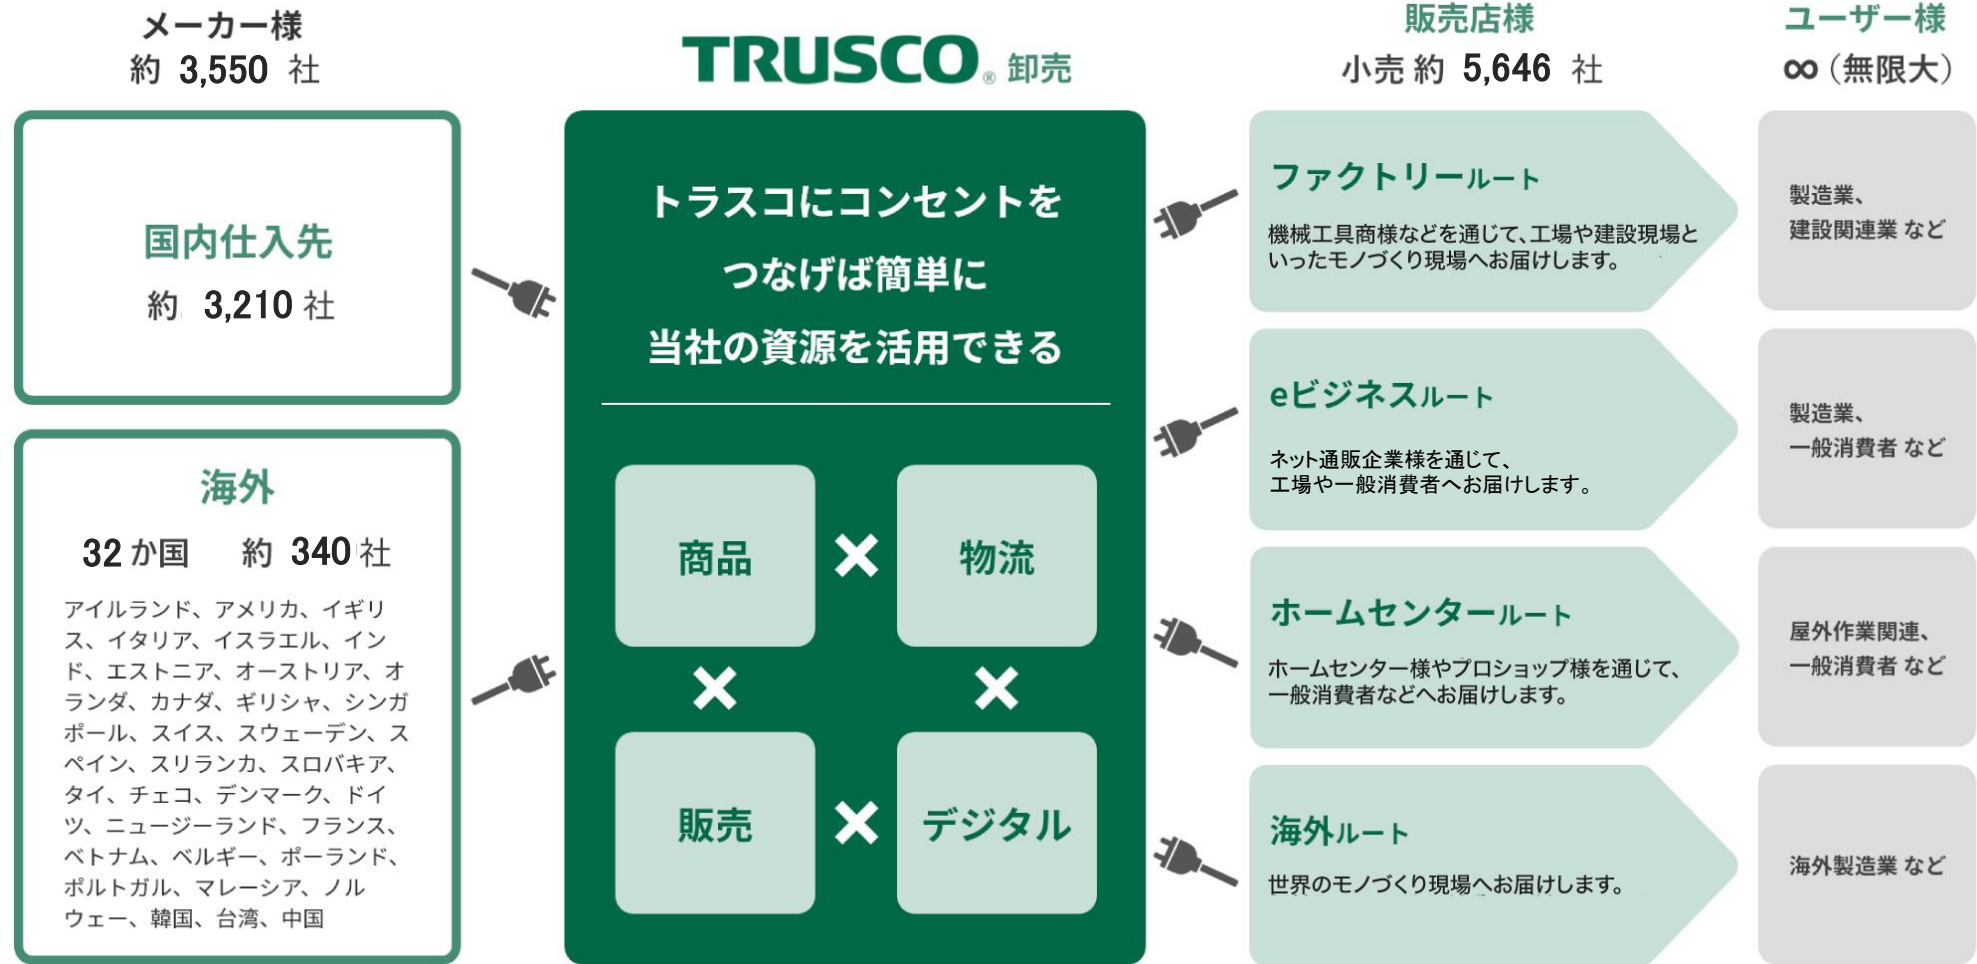 メーカー様
約 3,550 社
国内仕入先
約 3,210 社
海外
32か国 約 340社
アイルランド、アメリカ、イギリ
ス、イタリア、イスラエル、イン
ド、エストニア、オーストリア、オ
ランダ、カナダ、ギリシャ、シンガ
ポール、スイス、スウェーデン、ス
ペイン、スリランカ、スロバキア、
タイ、チェコ、デンマーク、ドイ
ツ、ニュージーランド、フランス、
ベトナム、ベルギー、ポーランド、
ポルトガル、マレーシア、ノル
ウェー、韓国、台湾、中国
TRUSCO® 卸売
トラスコにコンセントを
つなげば簡単に
当社の資源を活用できる
商品 × 物流
× ×
販売 × デジタル
販売店様
小売 約 5,646 社
ファクトリールート
機械工具商様などを通じて、工場や建設現場と
いったモノづくり現場へお届けします。
eビジネスルート
ネット通販企業様を通じて、
工場や一般消費者へお届けします。
ホームセンタールート
ホームセンター様やプロショップ様を通じて、
一般消費者などへお届けします。
海外ルート
世界のモノづくり現場へお届けします。
ユーザー様
∞(無限大)
製造業、
建設関連業 など
製造業、
一般消費者 など
屋外作業関連、
一般消費者 など
海外製造業 など